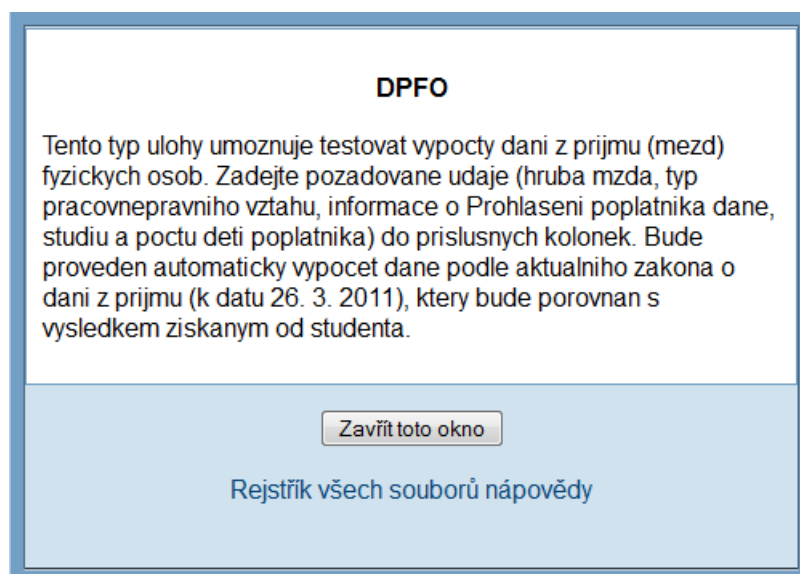 DPFO
Tento typ ulohy umoznuje testovat vypocty dani z prijmu (mezd)
fyzickych osob. Zadejte pozadovane udaje (hruba mzda, typ
pracovnepravniho vztahu, informace o Prohlaseni poplatnika dane,
studiu a poctu deti poplatnika) do prislusnych kolonek. Bude
proveden automaticky vypocet dane podle aktualniho zakona o
dani z prijmu (k datu 26. 3. 2011), ktery bude porovnan s
vysledkem ziskanym od studenta.
Zavřít toto okno
Rejstřík všech souborů nápovědy